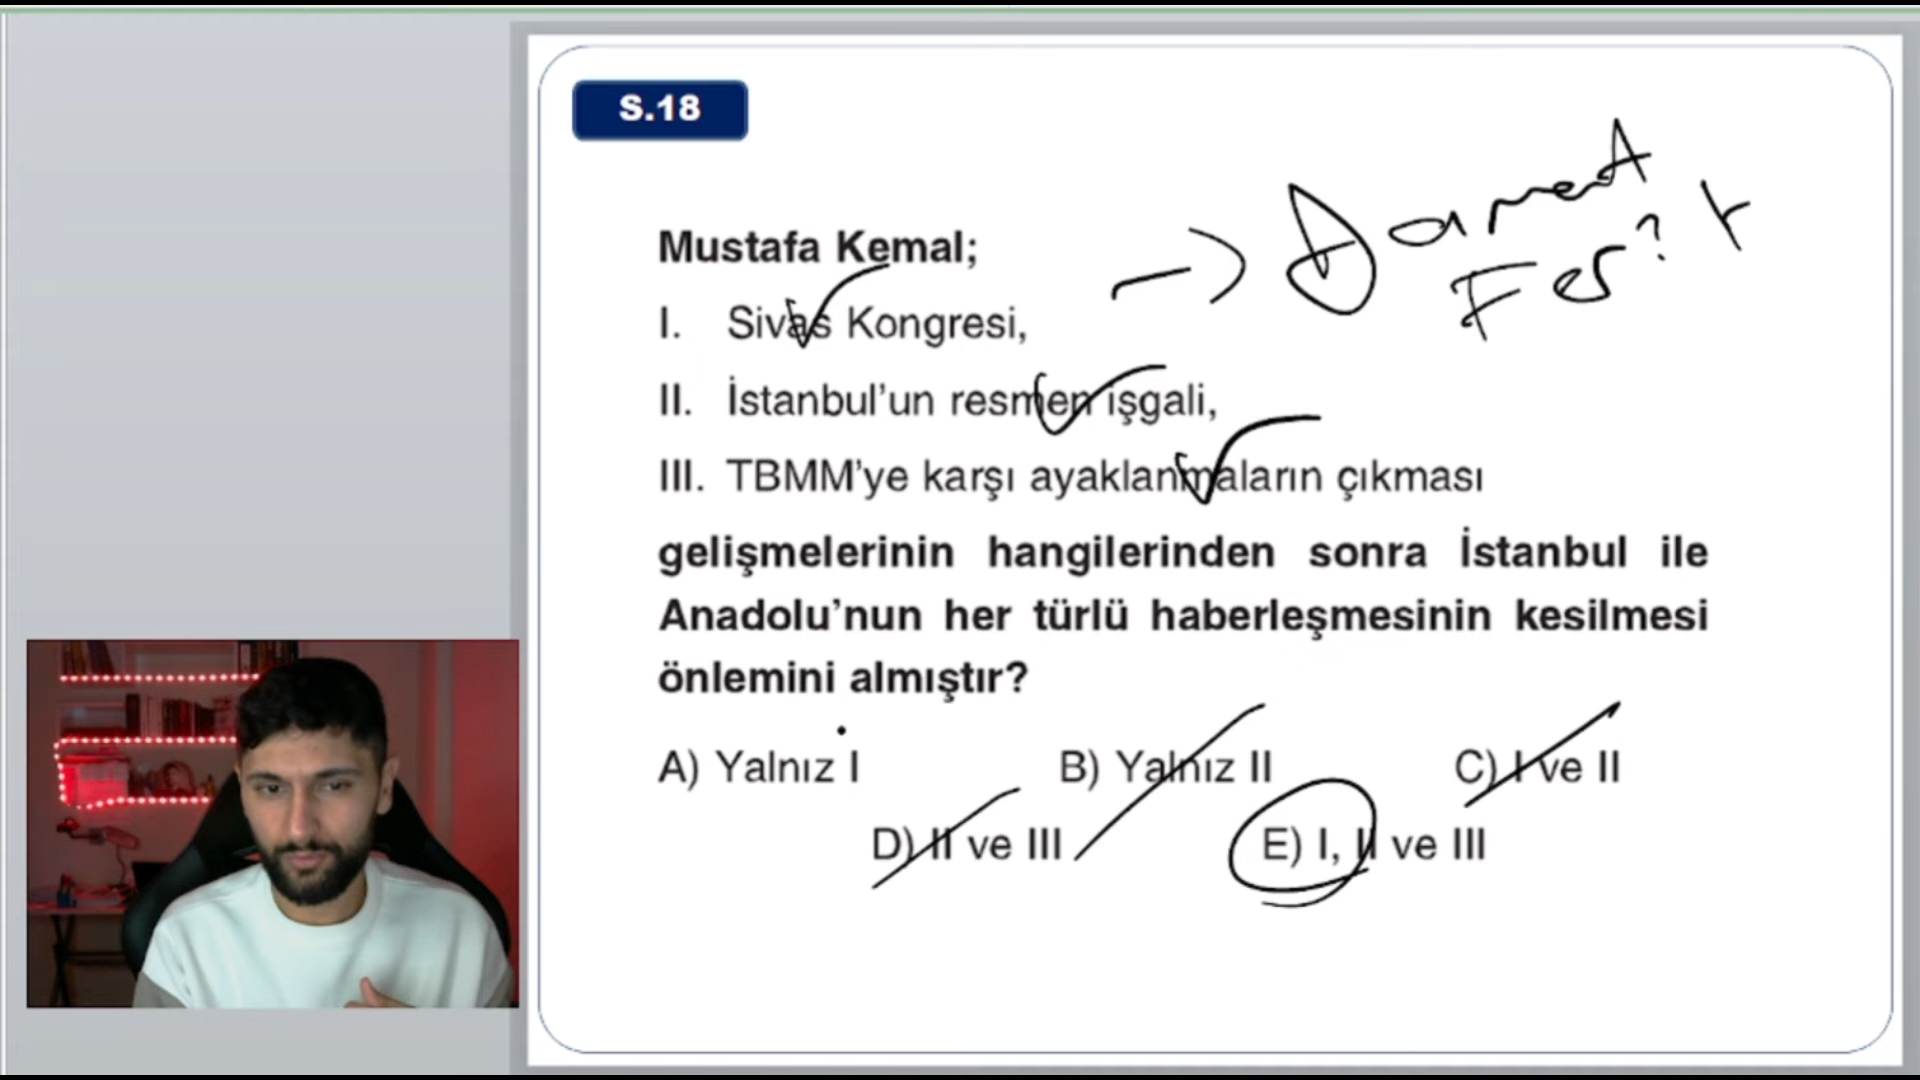 S.18
Damat
Ferit
Mustafa Kemal;
I. Sivas Kongresi,
II. İstanbul'un resmen işgali,
III. TBMM'ye karşı ayaklanmaların çıkması
gelişmelerinin hangilerinden sonra İstanbul ile
Anadolu'nun her türlü haberleşmesinin kesilmesi
önlemini almıştır?
A) Yalnız I B) Yalnız II C) I ve II
D) II ve III E) I, II ve III